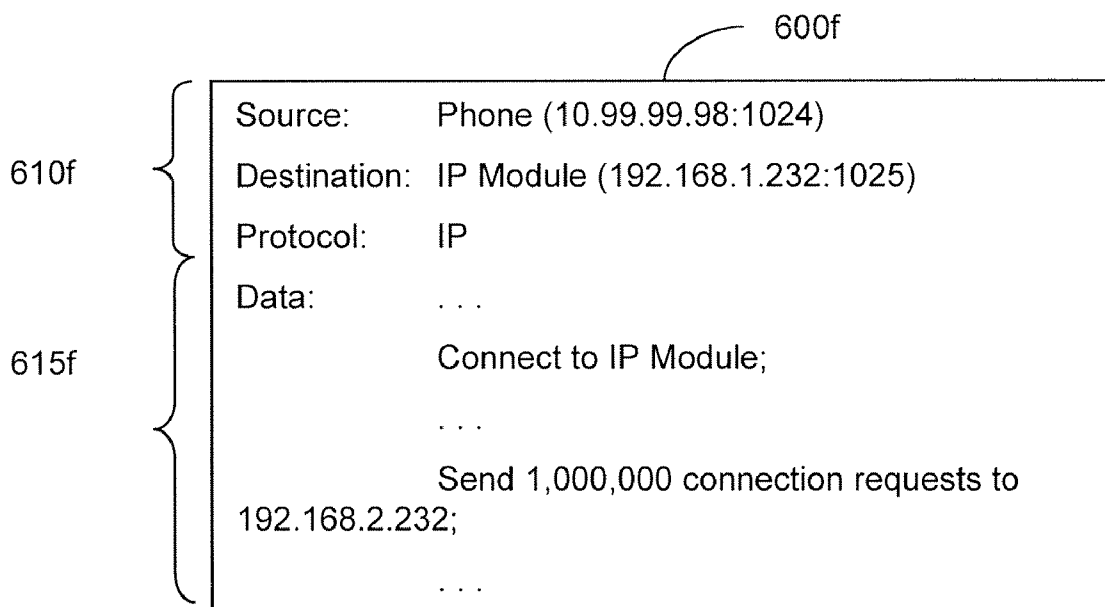 600f
Source: Phone (10.99.99.98:1024)
610f
Destination: IP Module (192.168.1.232:1025)
Protocol: IP
Data: . . .
615f
Connect to IP Module;
. . .
Send 1,000,000 connection requests to
192.168.2.232;
. . .